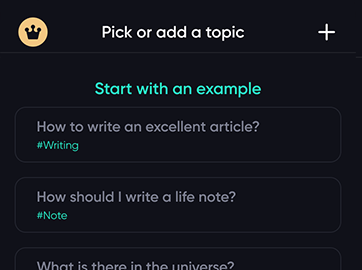 Pick or add a topic
Start with an example
How to write an excellent article?
#Writing
How should I write a life note?
#Note
What is there in the universe?